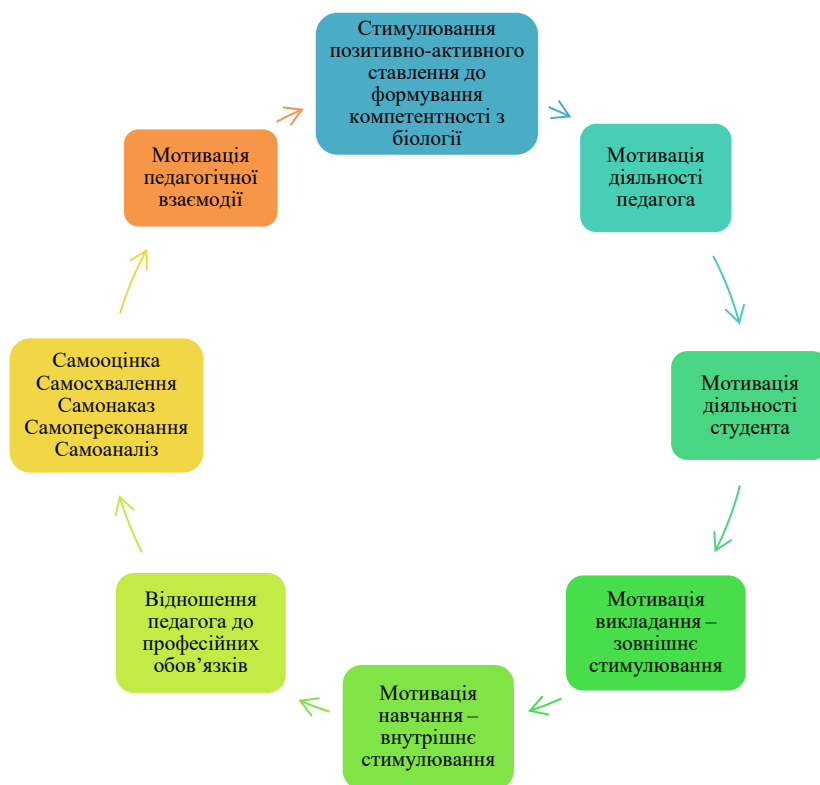 Стимулювання
позитивно-активного
ставлення до
формування
компетентності з
біології
Мотивація
діяльності
педагога
Мотивація
діяльності
студента
Мотивація
викладання –
зовнішнє
стимулювання
Мотивація
навчання –
внутрішнє
стимулювання
Відношення
педагога до
професійних
обов’язків
Самооцінка
Самосхвалення
Самонаказ
Самопереконання
Самоаналіз
Мотивація
педагогічної
взаємодії